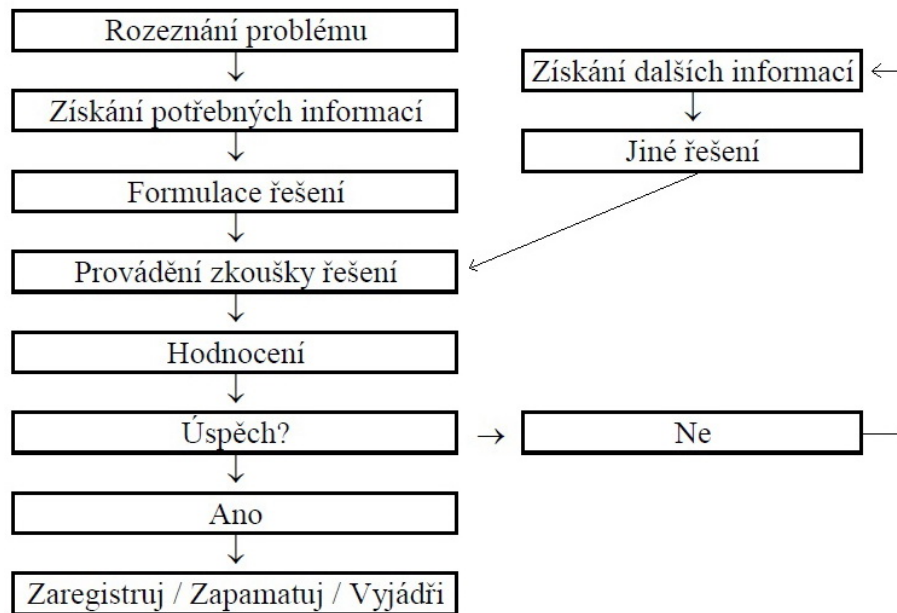 Rozeznání problému
Získání potřebných informací
Formulace řešení
Provádění zkoušky řešení
Hodnocení
Úspěch?
Ano
Zaregistruj / Zapamatuj / Vyjádři
Ne
Získání dalších informací
Jiné řešení